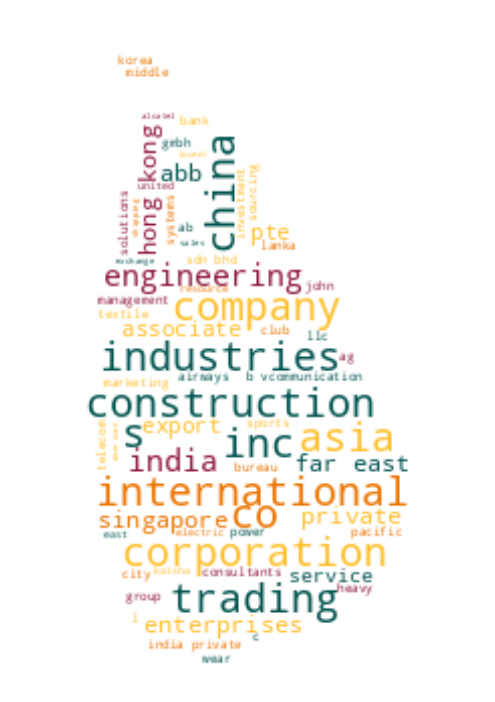 korea
middle
alcatel
bank
gmbh
hong kong
china
abb
united
solutions
systems
investment
sourcing
ab
sales
pte
lanka
exchange
sdn bhd
engineering
resource
john
management
company
textile
associate
club
llc
industries
ag
marketing
airways
b vcommunication
construction
s
export
sports
telecom
inc
asia
india
bureau
far east
international
singapore
co
private
east
electric
power
pacific
corporation
city
kaisha
consultants
service
group
trading
heavy
l
enterprises
c
india private
wear